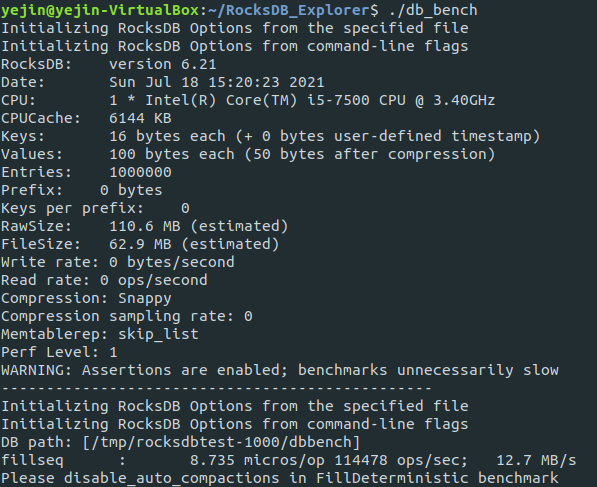 yejin@yejin-VirtualBox:~/RocksDB_Explorer$ ./db_bench
Initializing RocksDB Options from the specified file
Initializing RocksDB Options from command-line flags
RocksDB:    version 6.21
Date:       Sun Jul 18 15:20:23 2021
CPU:        1 * Intel(R) Core(TM) i5-7500 CPU @ 3.40GHz
CPUCache:   6144 KB
Keys:       16 bytes each (+ 0 bytes user-defined timestamp)
Values:     100 bytes each (50 bytes after compression)
Entries:    1000000
Prefix:    0 bytes
Keys per prefix:    0
RawSize:    110.6 MB (estimated)
FileSize:   62.9 MB (estimated)
Write rate: 0 bytes/second
Read rate: 0 ops/second
Compression: Snappy
Compression sampling rate: 0
Memtablerep: skip_list
Perf Level: 1
WARNING: Assertions are enabled; benchmarks unnecessarily slow
------------------------------------------------
Initializing RocksDB Options from the specified file
Initializing RocksDB Options from command-line flags
DB path: [/tmp/rocksdbtest-1000/dbbench]
fillseq      :       8.735 micros/op 114478 ops/sec;   12.7 MB/s
Please disable_auto_compactions in FillDeterministic benchmark